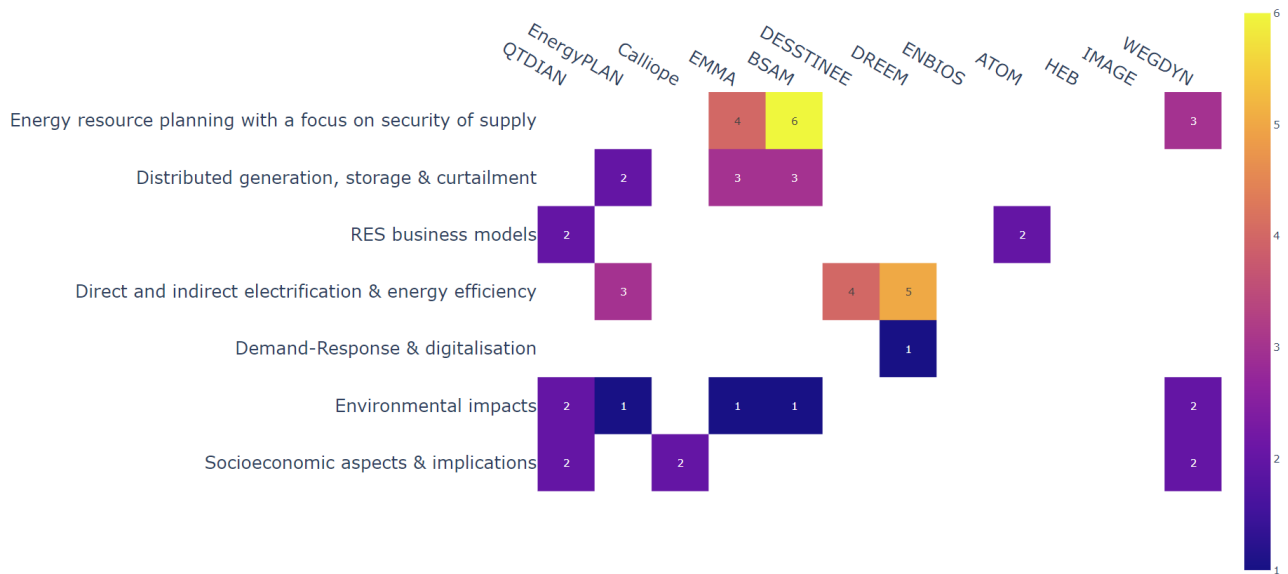 QTDIAN
EnergyPLAN
Calliope
EMMA
BSAM
DESSTINEE
DREEM
ENBIOS
ATOM
HEB
IMAGE
WEGDYN
Energy resource planning with a focus on security of supply 4 6 3
Distributed generation, storage & curtailment 2 3 3
RES business models 2 2
Direct and indirect electrification & energy efficiency 3 4 5
Demand-Response & digitalisation 1
Environmental impacts 2 1 1 1 2
Socioeconomic aspects & implications 2 2 2
6
5
4
3
2
1